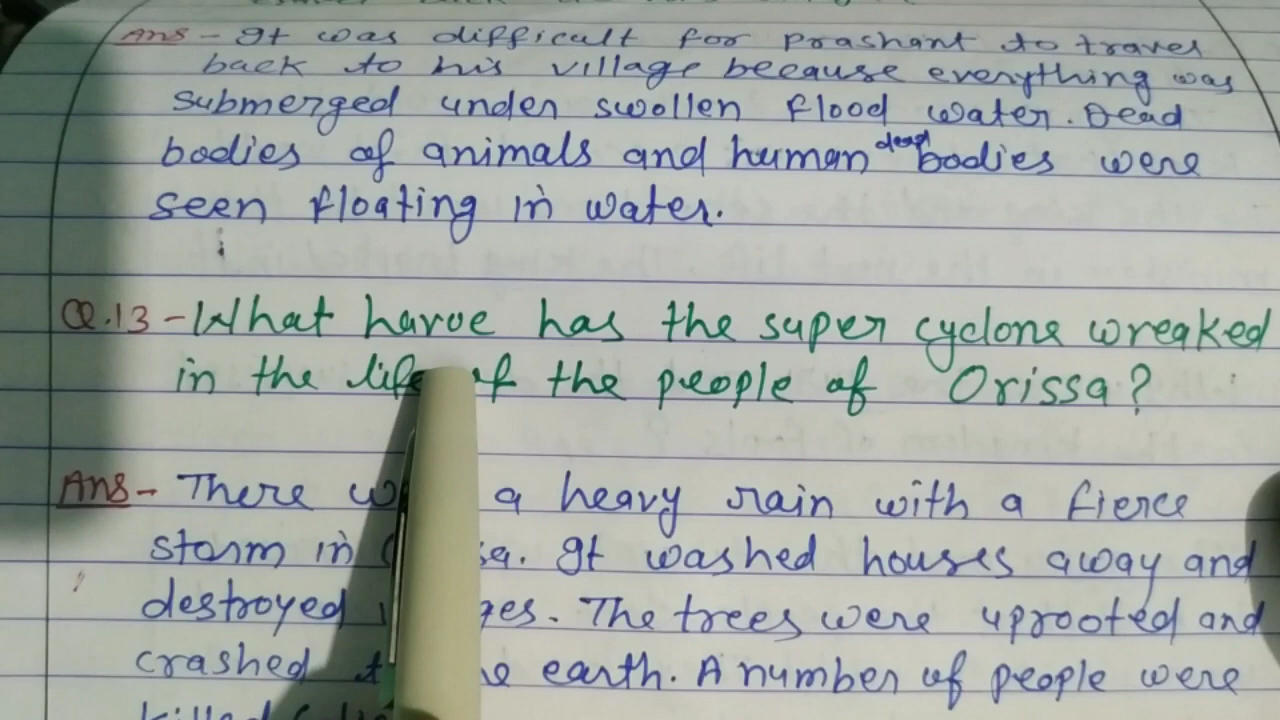 Ans - It was difficult for Prashant to travel
back to his village because everything was
submerged under swollen flood water. Dead
bodies of animals and human dead bodies were
seen floating in water.
Q.13 - What havoc has the super cyclone wreaked
in the life of the people of Orissa?
Ans - There a heavy rain with a fierce
storm in It washed houses away and
destroyed The trees were uprooted and
crashed earth. A number of people were
killed